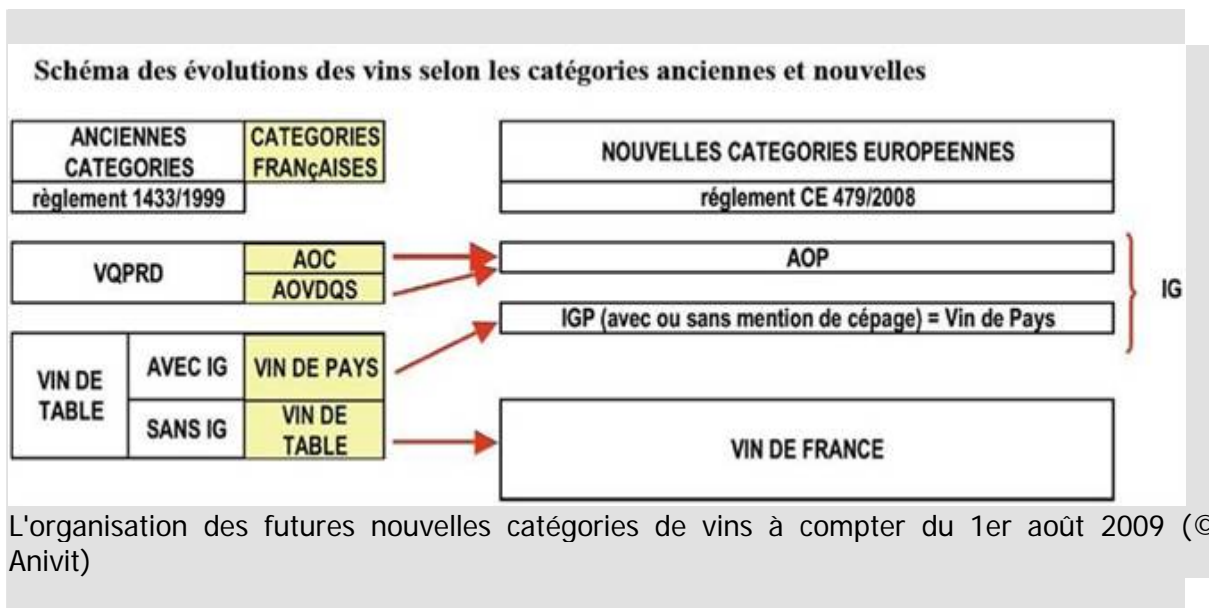 Schéma des évolutions des vins selon les catégories anciennes et nouvelles
ANCIENNES
CATEGORIES
CATEGORIES
FRANçAISES
NOUVELLES CATEGORIES EUROPEENNES
règlement 1433/1999
réglement CE 479/2008
VQPRD
AOC
AOVDQS
AOP
IGP (avec ou sans mention de cépage) = Vin de Pays
IG
VIN DE
TABLE
AVEC IG
VIN DE PAYS
SANS IG
VIN DE
TABLE
VIN DE FRANCE
L'organisation des futures nouvelles catégories de vins à compter du 1er août 2009 (©
Anivit)